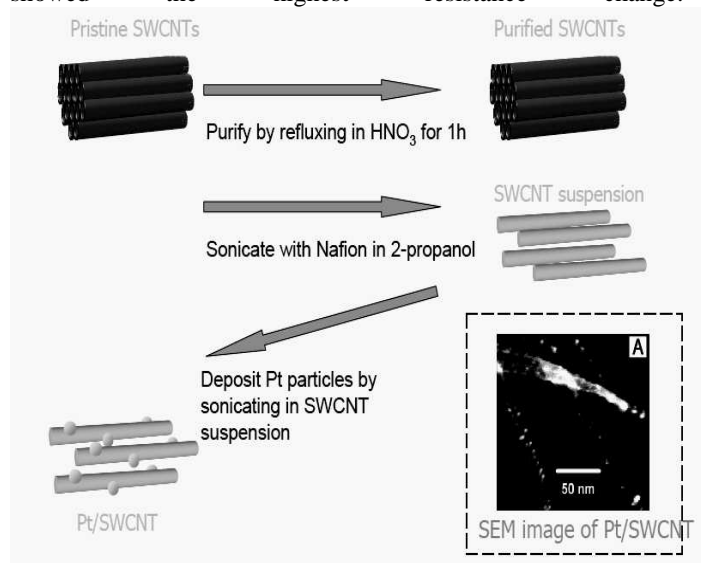 showed the highest resistance change.
Pristine SWCNTs
Purified SWCNTs
Purify by refluxing in HNO3 for 1h
SWCNT suspension
Sonicate with Nafion in 2-propanol
Deposit Pt particles by
sonicating in SWCNT
suspension
A
50 nm
Pt/SWCNT
SEM image of Pt/SWCNT